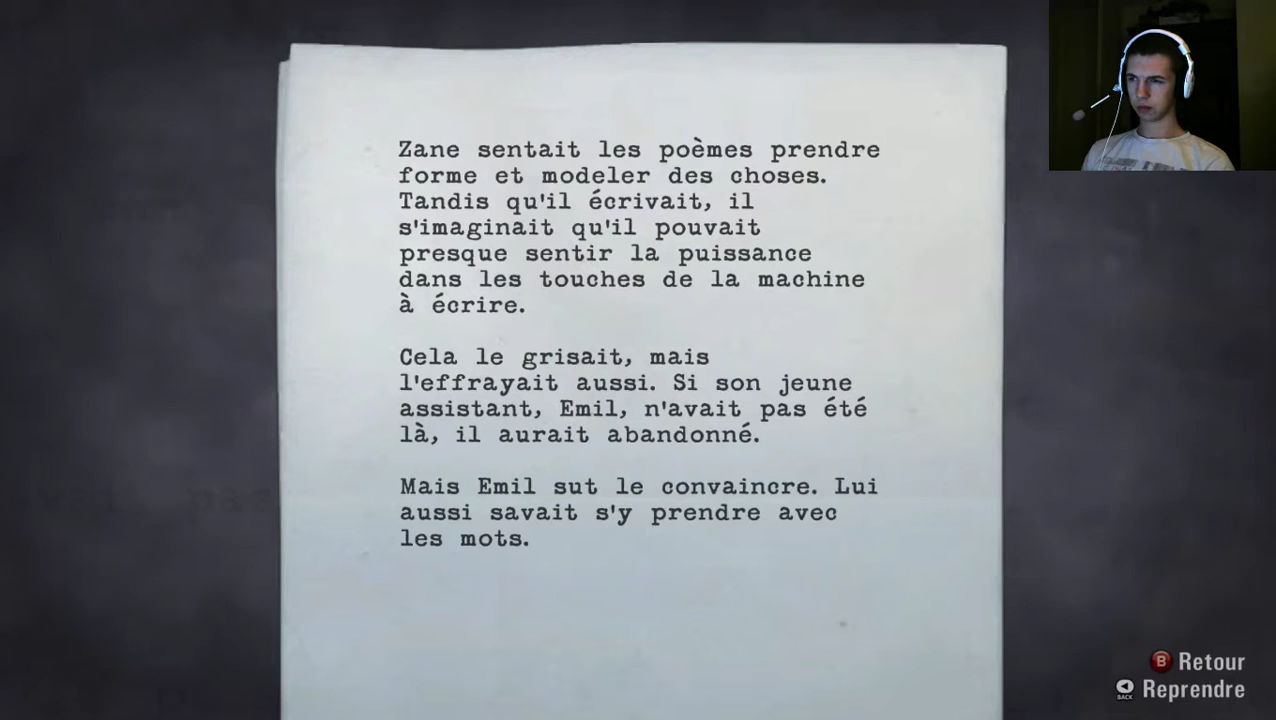 Zane sentait les poèmes prendre
forme et modeler des choses.
Tandis qu'il écrivait, il
s'imaginait qu'il pouvait
presque sentir la puissance
dans les touches de la machine
à écrire.
Cela le grisait, mais
l'effrayait aussi. Si son jeune
assistant, Emil, n'avait pas été
là, il aurait abandonné.
Mais Emil sut le convaincre. Lui
aussi savait s'y prendre avec
les mots.
B Retour
BACK Reprendre